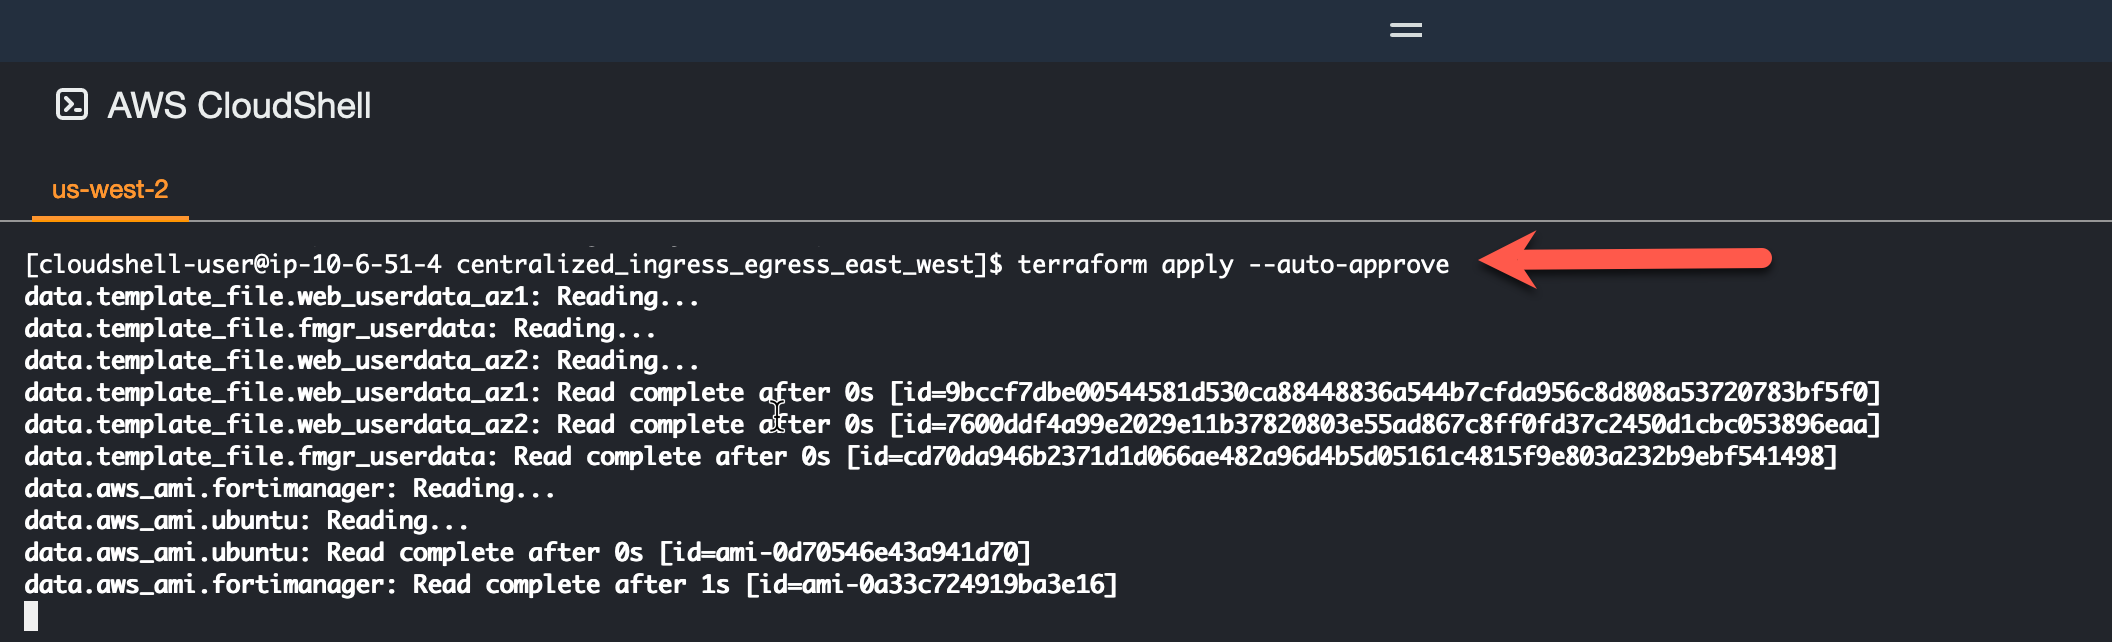 AWS CloudShell
us-west-2
[cloudshell-user@ip-10-6-51-4 centralized_ingress_egress_east_west]$ terraform apply --auto-approve
data.template_file.web_userdata_az1: Reading...
data.template_file.fmgr_userdata: Reading...
data.template_file.web_userdata_az2: Reading...
data.template_file.web_userdata_az1: Read complete after 0s [id=9bccf7dbe00544581d530ca88448836a544b7cfda956c8d808a53720783bf5f0]
data.template_file.web_userdata_az2: Read complete after 0s [id=7600ddf4a99e2029e11b37820803e55ad867c8ff0fd37c2450d1cbc053896eaa]
data.template_file.fmgr_userdata: Read complete after 0s [id=cd70da946b2371d1d066ae482a96d4b5d05161c4815f9e803a232b9ebf541498]
data.aws_ami.fortimanager: Reading...
data.aws_ami.ubuntu: Reading...
data.aws_ami.ubuntu: Read complete after 0s [id=ami-0d70546e43a941d70]
data.aws_ami.fortimanager: Read complete after 1s [id=ami-0a33c724919ba3e16]